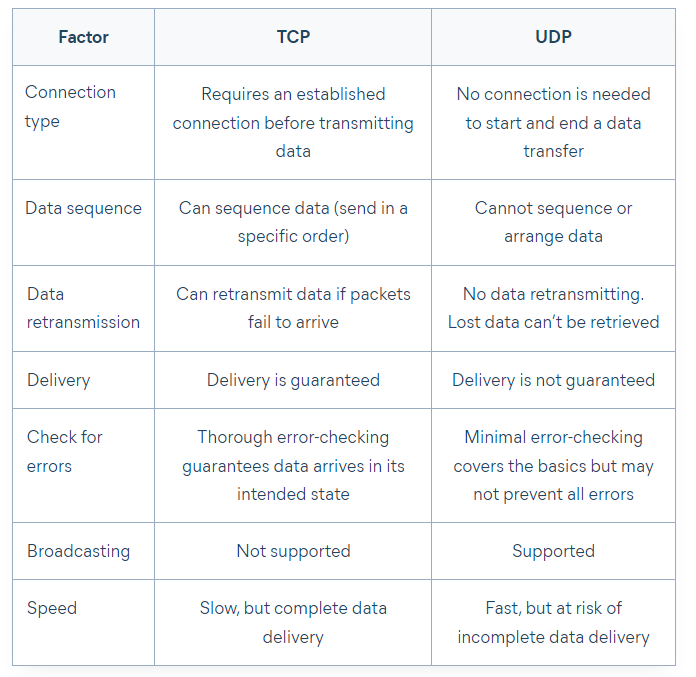 Factor TCP UDP
Connection type
Requires an established
connection before transmitting
data
No connection is needed
to start and end a data
transfer
Data sequence
Can sequence data (send in a
specific order)
Cannot sequence or
arrange data
Data
retransmission
Can retransmit data if packets
fail to arrive
No data retransmitting.
Lost data can’t be retrieved
Delivery
Delivery is guaranteed
Delivery is not guaranteed
Check for
errors
Thorough error-checking
guarantees data arrives in its
intended state
Minimal error-checking
covers the basics but may
not prevent all errors
Broadcasting
Not supported
Supported
Speed
Slow, but complete data
delivery
Fast, but at risk of
incomplete data delivery